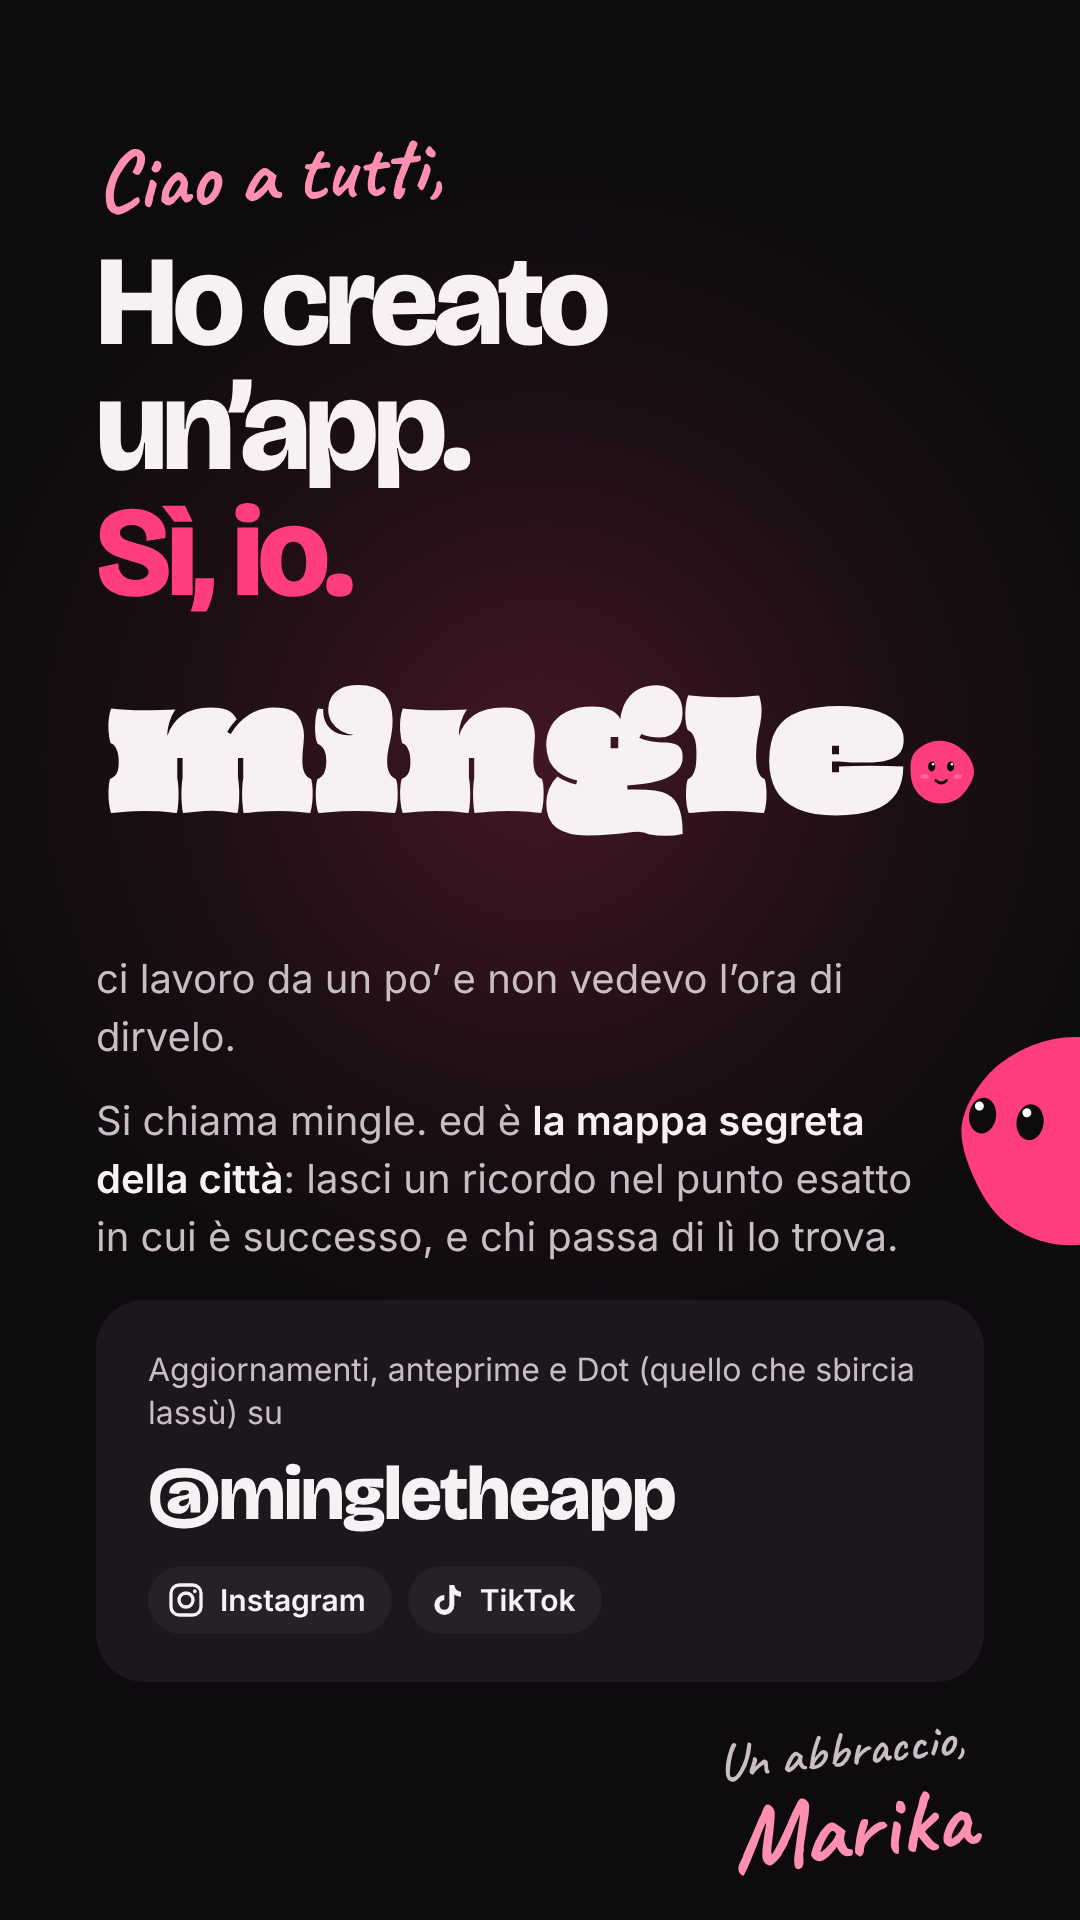 Ciao a tutti,
Ho creato
un’app.
Sì, io.
mingle.
ci lavoro da un po’ e non vedevo l’ora di
dirvelo.
Si chiama mingle. ed è la mappa segreta
della città: lasci un ricordo nel punto esatto
in cui è successo, e chi passa di lì lo trova.
Aggiornamenti, anteprime e Dot (quello che sbircia
lassù) su
@mingletheapp
Instagram TikTok
Un abbraccio,
Marika